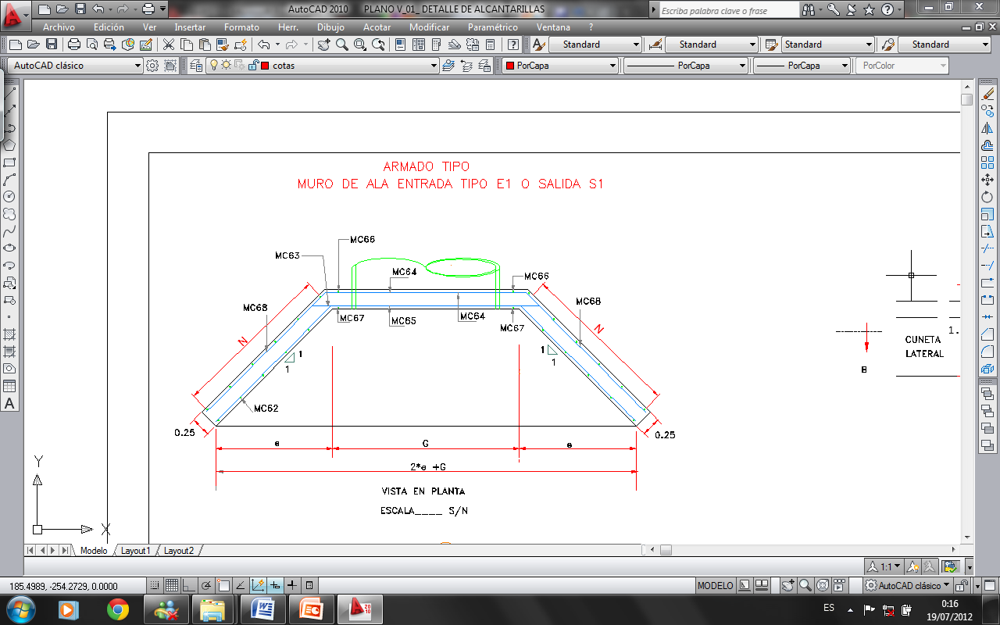 AutoCAD 2010 PLANO V_01_ DETALLE DE ALCANTARILLAS
Escriba palabra clave o frase
Archivo Edición Ver Insertar Formato Herr. Dibujo Acotar Modificar Paramétrico Ventana ?
Standard Standard Standard Standard
AutoCAD clásico cotas PorCapa PorCapa PorCapa PorColor
ARMADO TIPO
MURO DE ALA ENTRADA TIPO E1 O SALIDA S1
MC66
MC63
MC64
MC66
MC68
MC68
MC67
MC65
MC64
MC67
N
N
1
1
1
1
MC62
0.25
0.25
e
G
e
2*e +G
VISTA EN PLANTA
ESCALA____ S/N
CUNETA
LATERAL
1.
B
Y
X
A
Modelo Layout1 Layout2
1:1
185.4989, -254.2729, 0.0000
MODELO
AutoCAD clásico
ES
0:16
19/07/2012